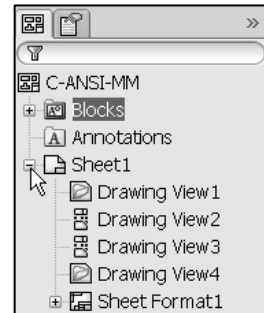 C-ANSI-MM
Blocks
Annotations
Sheet1
Drawing View1
Drawing View2
Drawing View3
Drawing View4
Sheet Format1